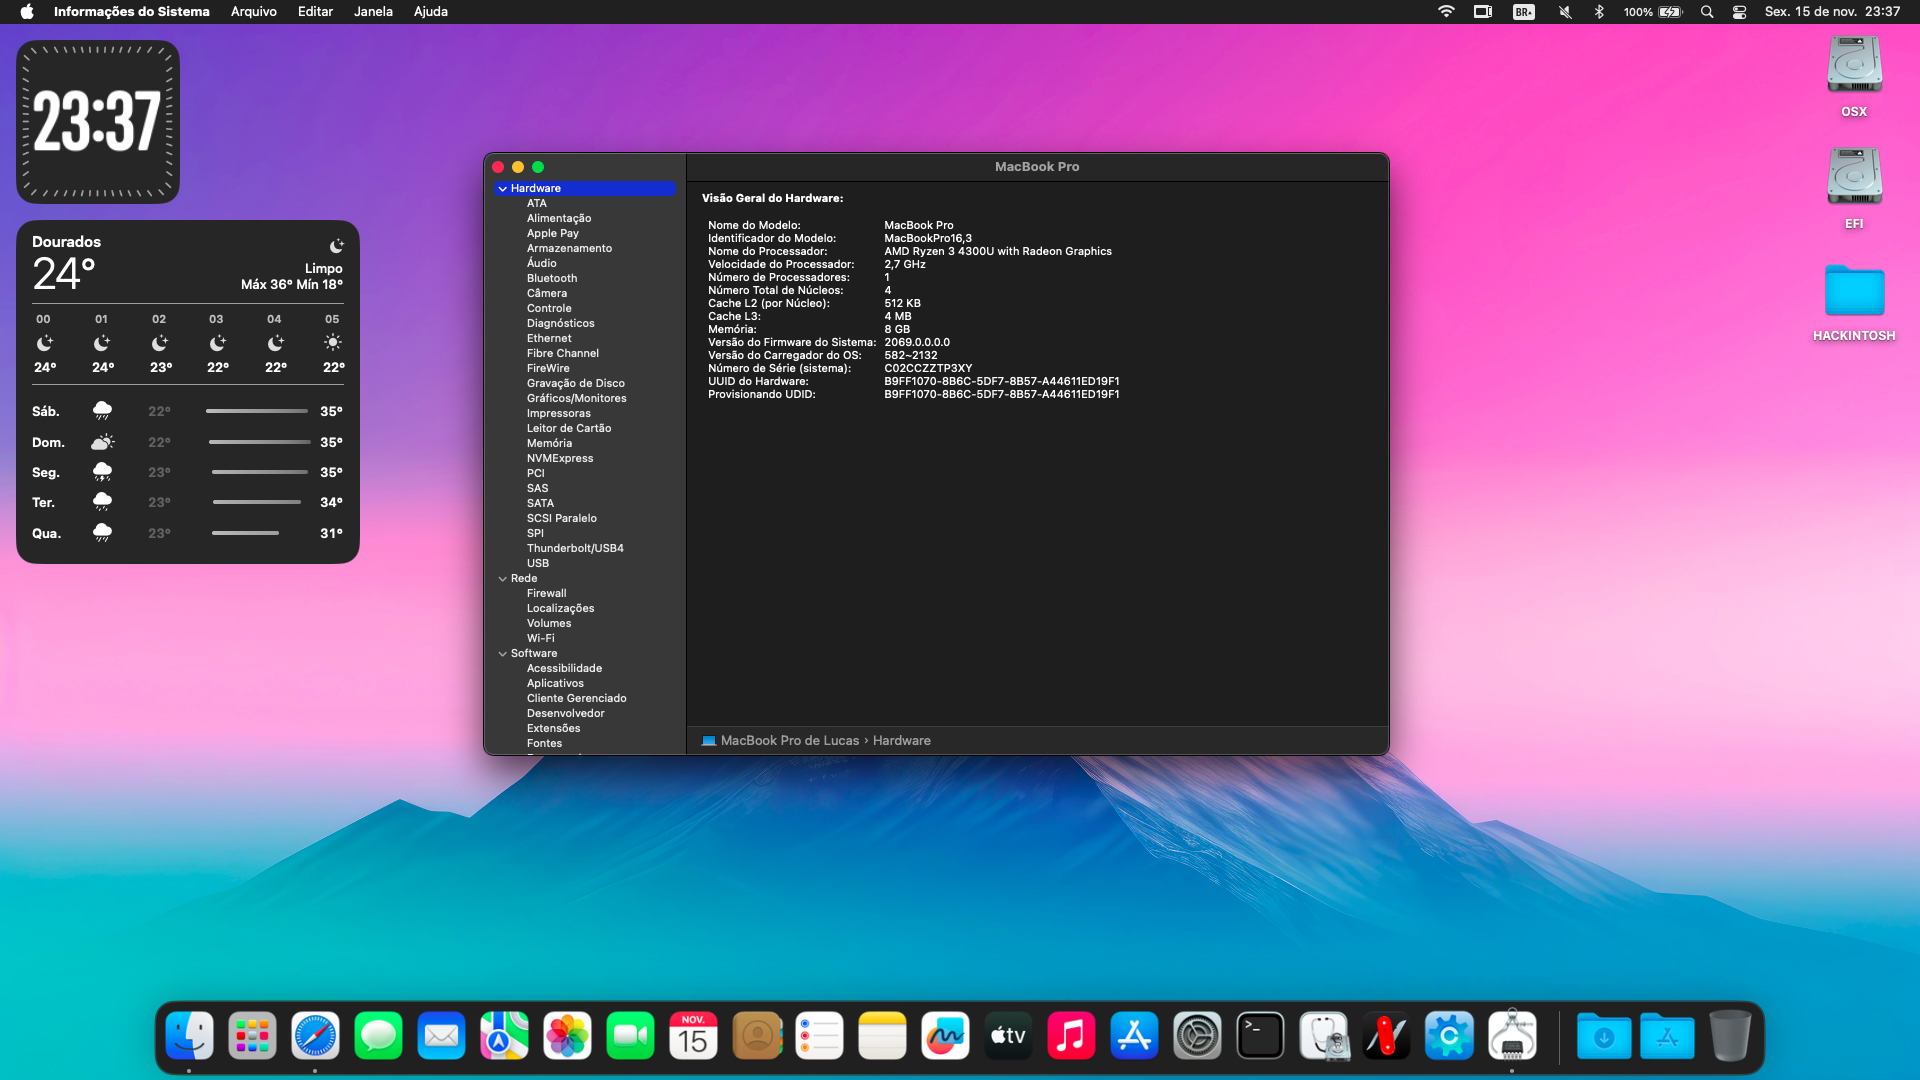 Informações do Sistema Arquivo Editar Janela Ajuda
BR 100% Sex. 15 de nov. 23:37
23:37
Dourados
24°
Limpo
Máx 36° Mín 18°
00 01 02 03 04 05
24° 24° 23° 22° 22° 22°
Sáb. 22° 35°
Dom. 22° 35°
Seg. 23° 35°
Ter. 23° 34°
Qua. 23° 31°
MacBook Pro
Hardware
ATA
Alimentação
Apple Pay
Armazenamento
Áudio
Bluetooth
Câmera
Controle
Diagnósticos
Ethernet
Fibre Channel
FireWire
Gravação de Disco
Gráficos/Monitores
Impressoras
Leitor de Cartão
Memória
NVMExpress
PCI
SAS
SATA
SCSI Paralelo
SPI
Thunderbolt/USB4
USB
Rede
Firewall
Localizações
Volumes
Wi-Fi
Software
Acessibilidade
Aplicativos
Cliente Gerenciado
Desenvolvedor
Extensões
Fontes
Visão Geral do Hardware:
Nome do Modelo: MacBook Pro
Identificador do Modelo: MacBookPro16,3
Nome do Processador: AMD Ryzen 3 4300U with Radeon Graphics
Velocidade do Processador: 2,7 GHz
Número de Processadores: 1
Número Total de Núcleos: 4
Cache L2 (por Núcleo): 512 KB
Cache L3: 4 MB
Memória: 8 GB
Versão do Firmware do Sistema: 2069.0.0.0.0
Versão do Carregador do OS: 582~2132
Número de Série (sistema): C02CCZZTP3XY
UUID do Hardware: B9FF1070-8B6C-5DF7-8B57-A44611ED19F1
Provisionando UDID: B9FF1070-8B6C-5DF7-8B57-A44611ED19F1
MacBook Pro de Lucas › Hardware
OSX
EFI
HACKINTOSH
NOV.
15
tv
>_